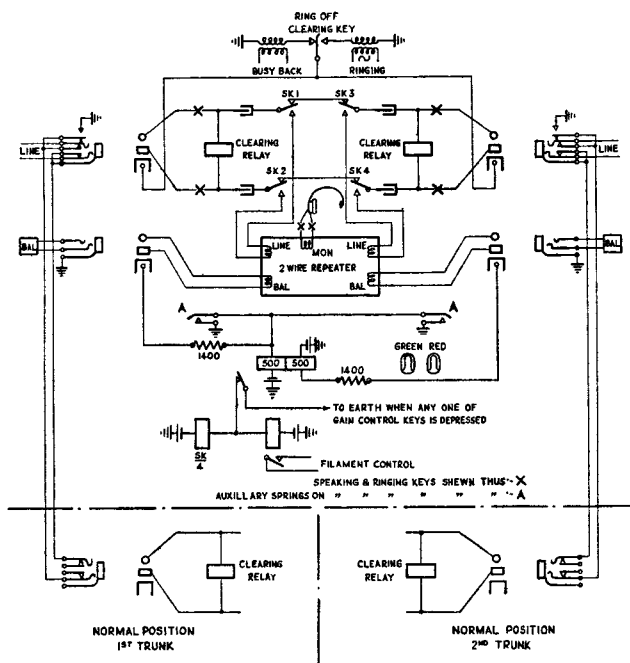 RING OFF
CLEARING KEY
BUSY BACK
RINGING
SK1
SK3
CLEARING
RELAY
CLEARING
RELAY
LINE
LINE
SK2
SK4
LINE
MON
LINE
2 WIRE REPEATER
BAL
BAL
BAL
BAL
A
A
1400
500
500
GREEN RED
1400
TO EARTH WHEN ANY ONE OF
GAIN CONTROL KEYS IS DEPRESSED
SK
4
FILAMENT CONTROL
SPEAKING & RINGING KEYS SHEWN THUS:- X
AUXILLARY SPRINGS ON " " " " " " - A
CLEARING
RELAY
CLEARING
RELAY
NORMAL POSITION
1ST TRUNK
NORMAL POSITION
2ND TRUNK